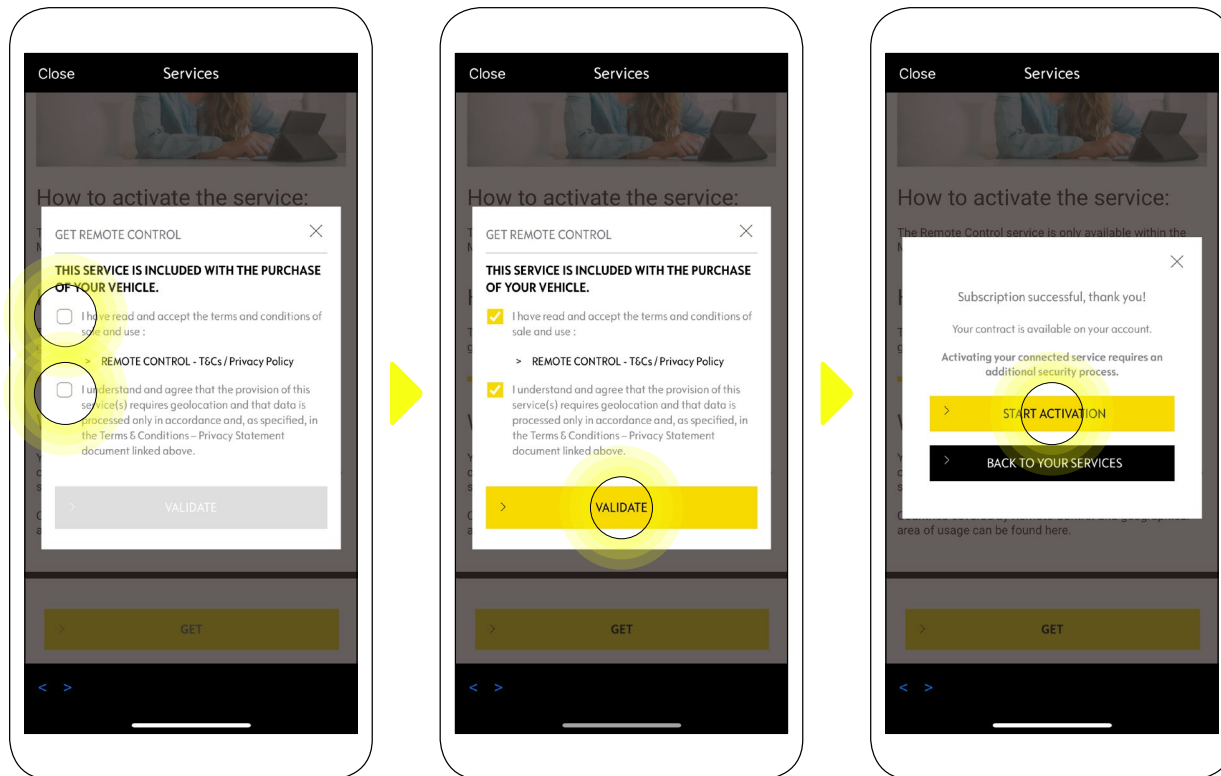 Close
Services
How to activate the service:
GET REMOTE CONTROL
THIS SERVICE IS INCLUDED WITH THE PURCHASE
OF YOUR VEHICLE.
I have read and accept the terms and conditions of
sale and use :
> REMOTE CONTROL - T&Cs / Privacy Policy
I understand and agree that the provision of this
service(s) requires geolocation and that data is
processed only in accordance and, as specified, in
the Terms & Conditions – Privacy Statement
document linked above.
> VALIDATE
> GET
< >
Close
Services
How to activate the service:
GET REMOTE CONTROL
THIS SERVICE IS INCLUDED WITH THE PURCHASE
OF YOUR VEHICLE.
I have read and accept the terms and conditions of
sale and use :
> REMOTE CONTROL - T&Cs / Privacy Policy
I understand and agree that the provision of this
service(s) requires geolocation and that data is
processed only in accordance and, as specified, in
the Terms & Conditions – Privacy Statement
document linked above.
> VALIDATE
> GET
< >
Close
Services
How to activate the service:
The Remote Control service is only available within the
Subscription successful, thank you!
Your contract is available on your account.
Activating your connected service requires an
additional security process.
> START ACTIVATION
> BACK TO YOUR SERVICES
area of usage can be found here.
> GET
< >